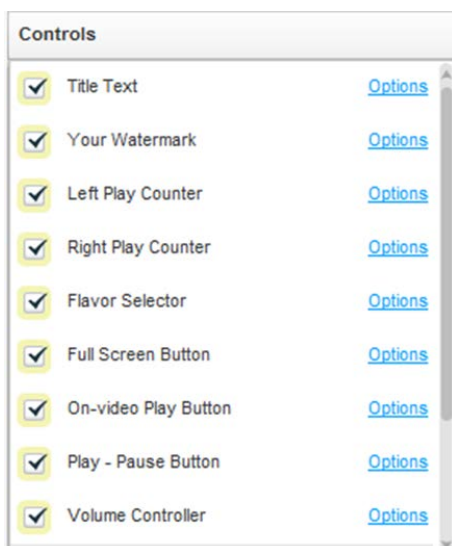 Controls
Title Text Options
Your Watermark Options
Left Play Counter Options
Right Play Counter Options
Flavor Selector Options
Full Screen Button Options
On-video Play Button Options
Play - Pause Button Options
Volume Controller Options